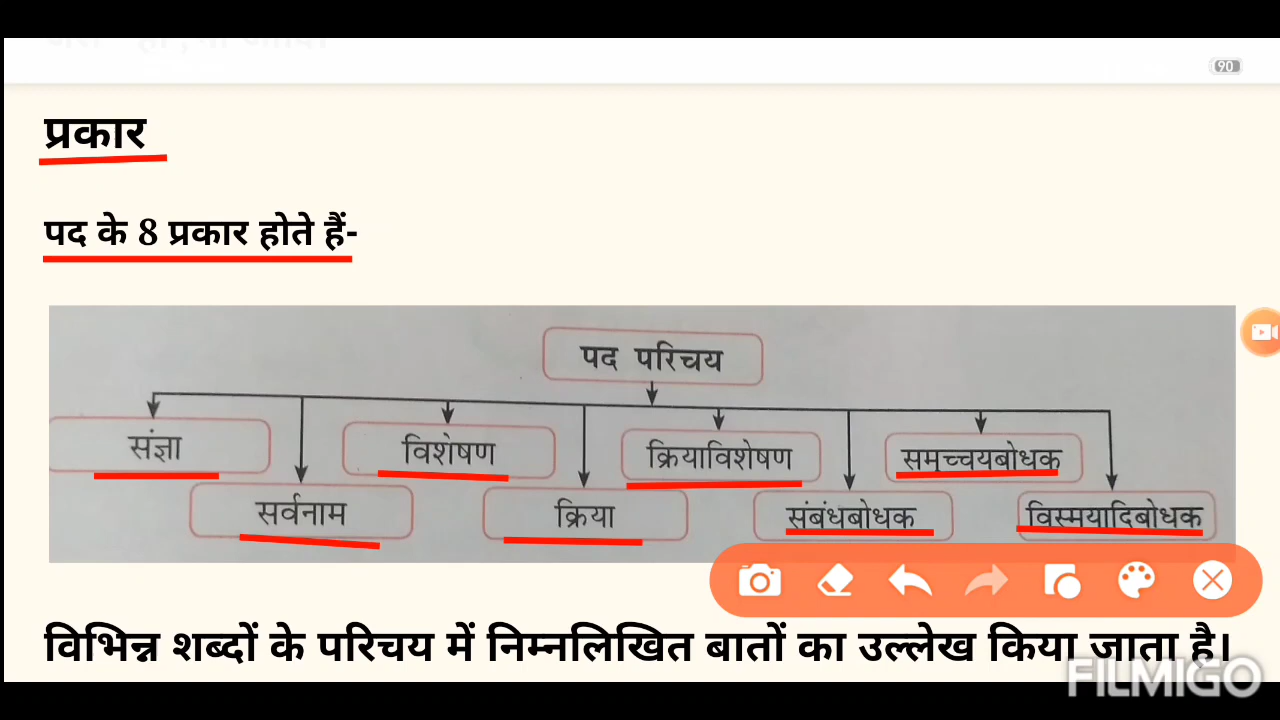 90
प्रकार
पद के 8 प्रकार होते हैं-
पद परिचय
संज्ञा
विशेषण
क्रियाविशेषण
समुच्चयबोधक
सर्वनाम
क्रिया
संबंधबोधक
विस्मयादिबोधक
विभिन्न शब्दों के परिचय में निम्नलिखित बातों का उल्लेख किया जाता है।
FILMIGO